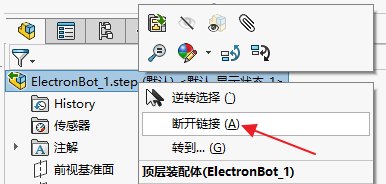 ElectronBot_1.step (默认) <默认_显示状态-1>
History
传感器
注解
前视基准面
逆转选择 (`)
断开链接 (A)
转到... (G)
顶层装配体(ElectronBot_1)